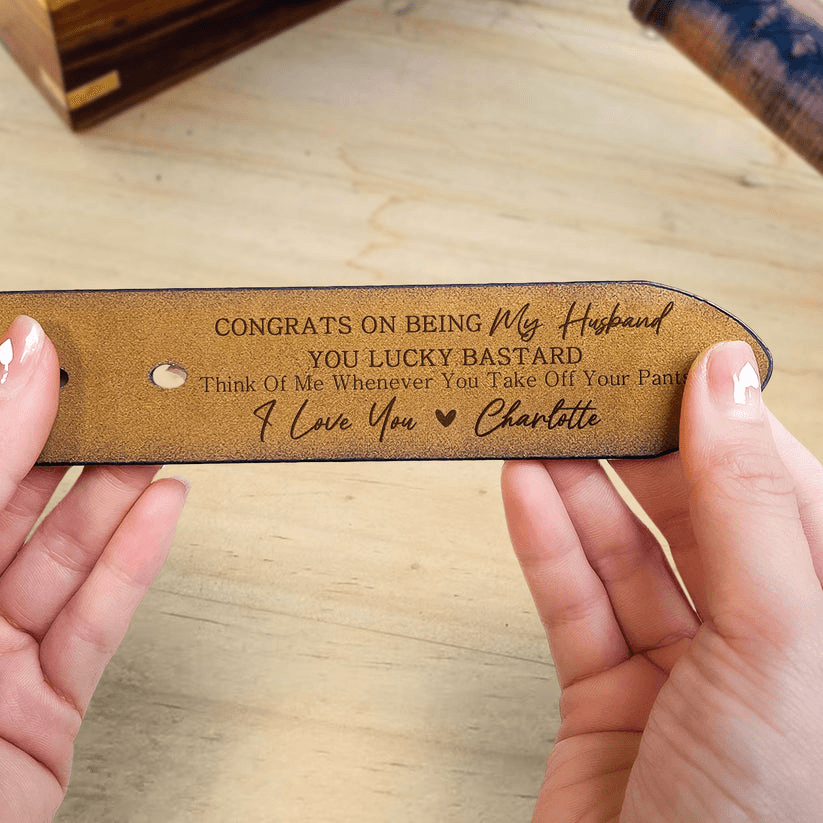 CONGRATS ON BEING My Husband
YOU LUCKY BASTARD
Think Of Me Whenever You Take Off Your Pants
I Love You ♥ Charlotte